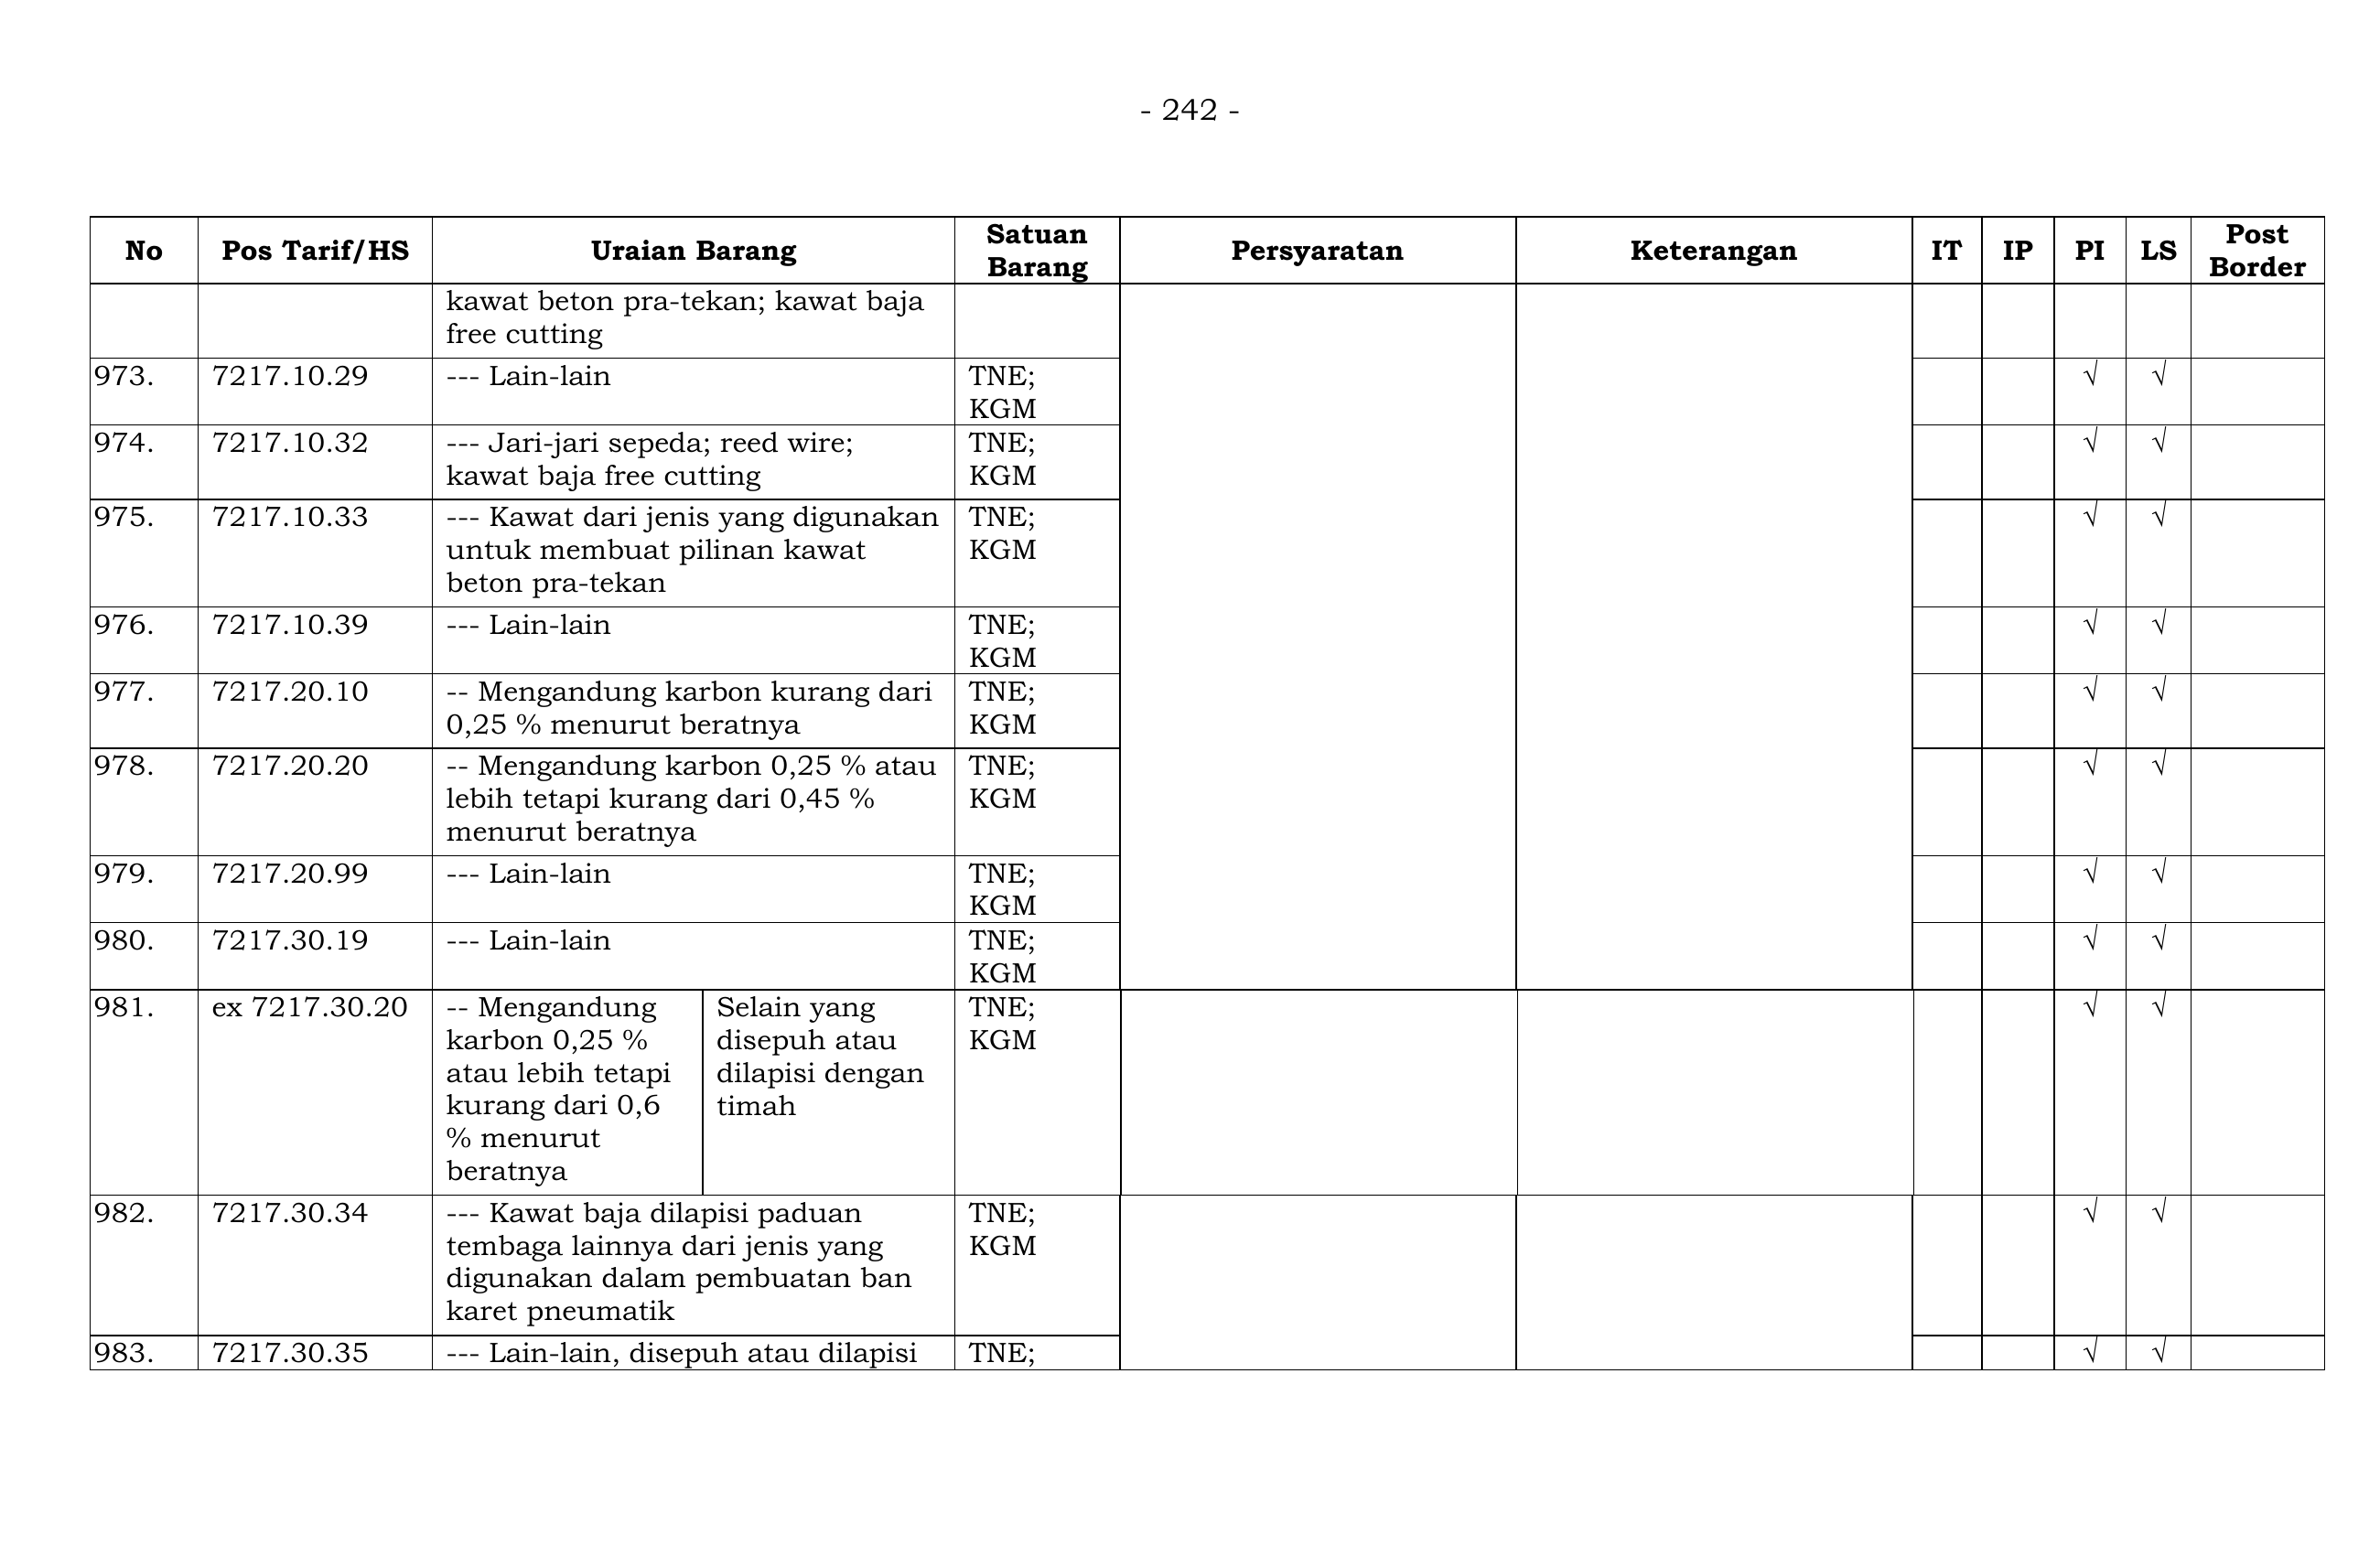 - 242 -
No Pos Tarif/HS Uraian Barang Satuan Barang Persyaratan Keterangan IT IP PI LS Post Border
kawat beton pra-tekan; kawat baja
free cutting
973. 7217.10.29 --- Lain-lain TNE; √ √
KGM
974. 7217.10.32 --- Jari-jari sepeda; reed wire; TNE; √ √
kawat baja free cutting KGM
975. 7217.10.33 --- Kawat dari jenis yang digunakan TNE; √ √
untuk membuat pilinan kawat KGM
beton pra-tekan
976. 7217.10.39 --- Lain-lain TNE; √ √
KGM
977. 7217.20.10 -- Mengandung karbon kurang dari TNE; √ √
0,25 % menurut beratnya KGM
978. 7217.20.20 -- Mengandung karbon 0,25 % atau TNE; √ √
lebih tetapi kurang dari 0,45 % KGM
menurut beratnya
979. 7217.20.99 --- Lain-lain TNE; √ √
KGM
980. 7217.30.19 --- Lain-lain TNE; √ √
KGM
981. ex 7217.30.20 -- Mengandung Selain yang TNE; √ √
karbon 0,25 % disepuh atau KGM
atau lebih tetapi dilapisi dengan
kurang dari 0,6 timah
% menurut
beratnya
982. 7217.30.34 --- Kawat baja dilapisi paduan TNE; √ √
tembaga lainnya dari jenis yang KGM
digunakan dalam pembuatan ban
karet pneumatik
983. 7217.30.35 --- Lain-lain, disepuh atau dilapisi TNE; √ √